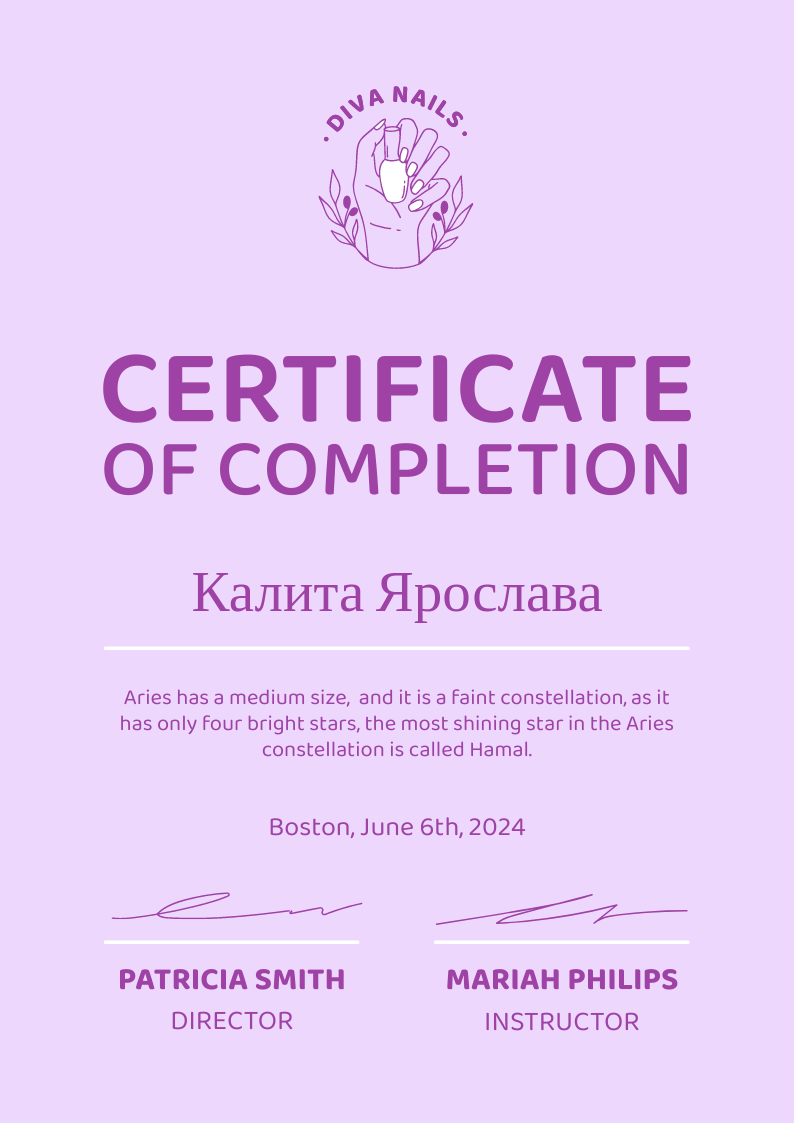 · DIVA NAILS ·
CERTIFICATE
OF COMPLETION
Калита Ярослава
Aries has a medium size,  and it is a faint constellation, as it
has only four bright stars, the most shining star in the Aries
constellation is called Hamal.
Boston, June 6th, 2024
PATRICIA SMITH
DIRECTOR
MARIAH PHILIPS
INSTRUCTOR